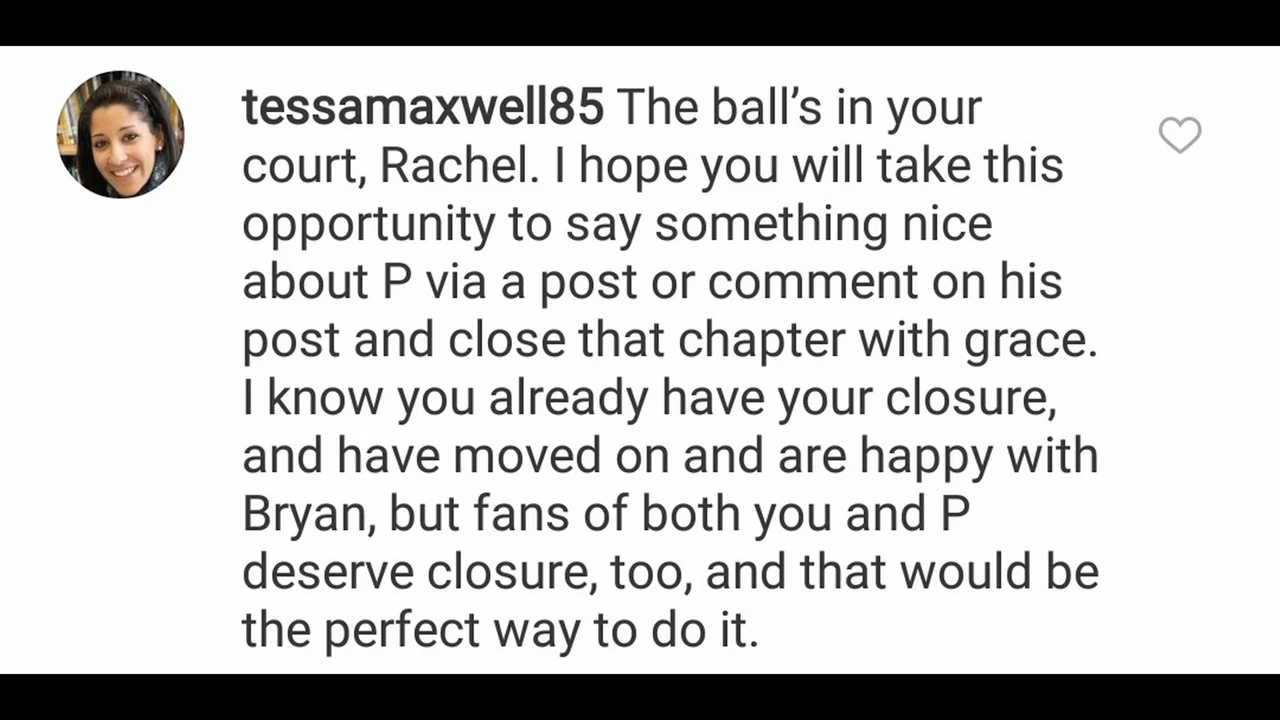 tessamaxwell85 The ball’s in your
court, Rachel. I hope you will take this
opportunity to say something nice
about P via a post or comment on his
post and close that chapter with grace.
I know you already have your closure,
and have moved on and are happy with
Bryan, but fans of both you and P
deserve closure, too, and that would be
the perfect way to do it.